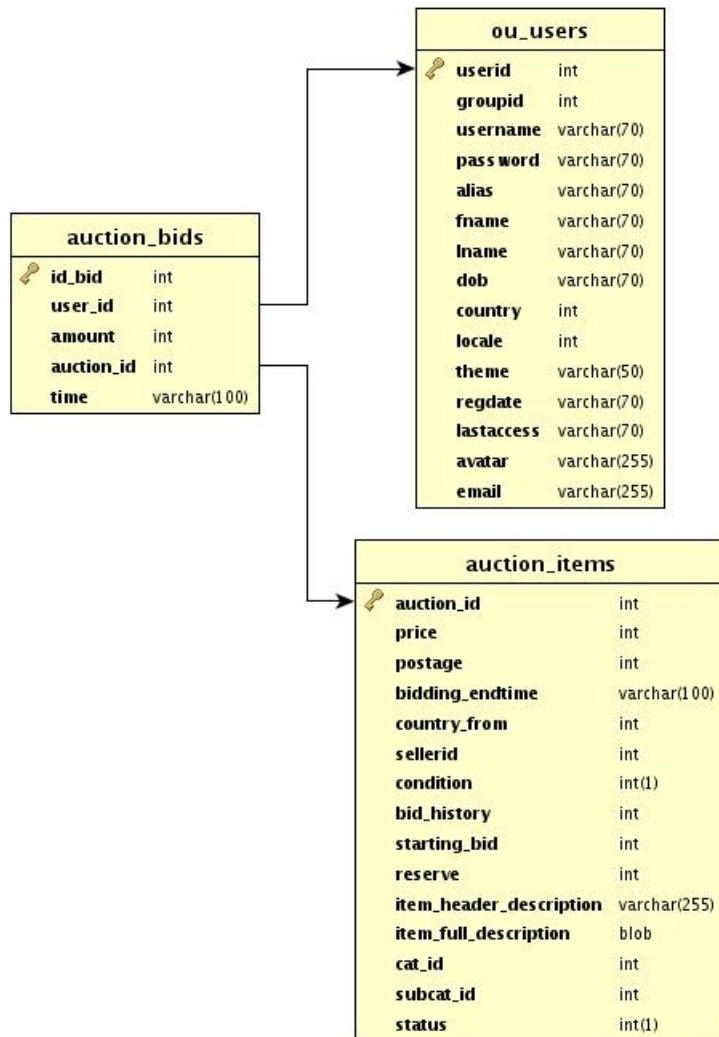 ou_users
userid int
groupid int
username varchar(70)
password varchar(70)
alias varchar(70)
fname varchar(70)
lname varchar(70)
dob varchar(70)
country int
locale int
theme varchar(50)
regdate varchar(70)
lastaccess varchar(70)
avatar varchar(255)
email varchar(255)
auction_bids
id_bid int
user_id int
amount int
auction_id int
time varchar(100)
auction_items
auction_id int
price int
postage int
bidding_endtime varchar(100)
country_from int
sellerid int
condition int(1)
bid_history int
starting_bid int
reserve int
item_header_description varchar(255)
item_full_description blob
cat_id int
subcat_id int
status int(1)